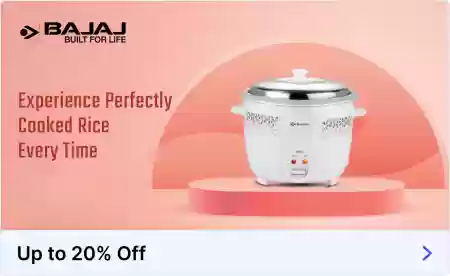 BAJAJ
BUILT FOR LIFE
Experience Perfectly
Cooked Rice
Every Time
Up to 20% Off